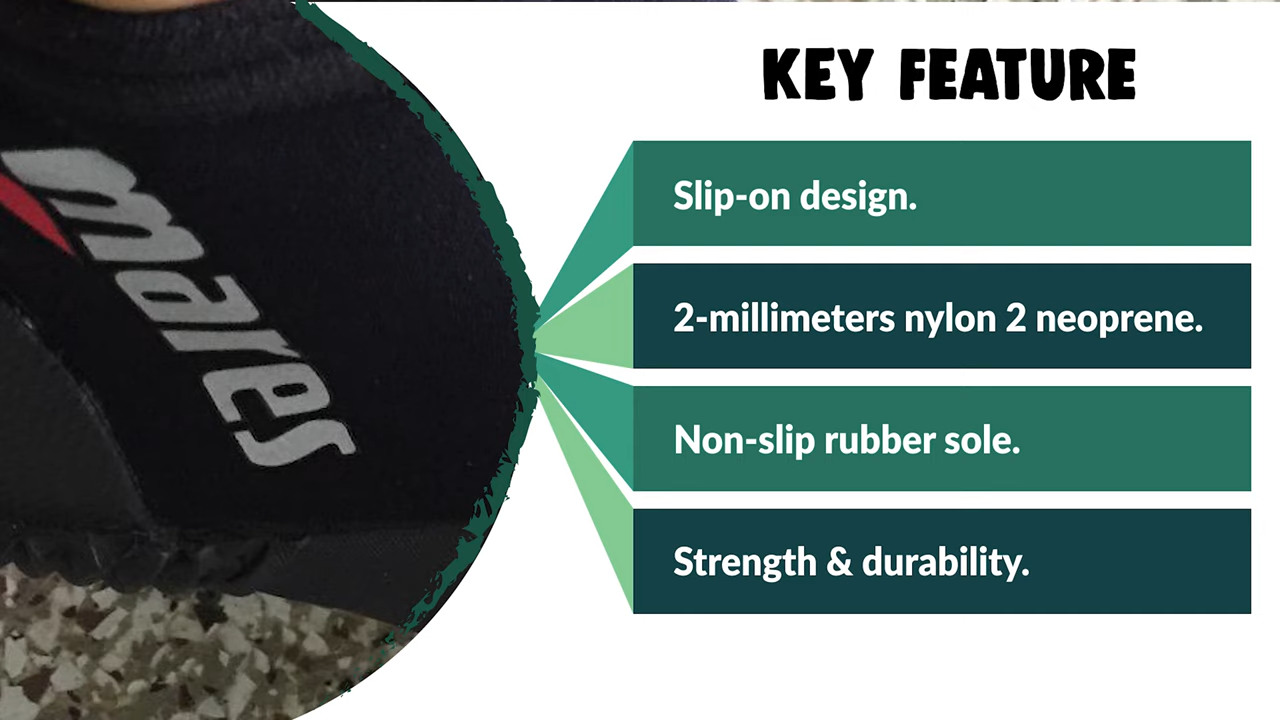 KEY FEATURE
mares
Slip-on design.
2-millimeters nylon 2 neoprene.
Non-slip rubber sole.
Strength & durability.